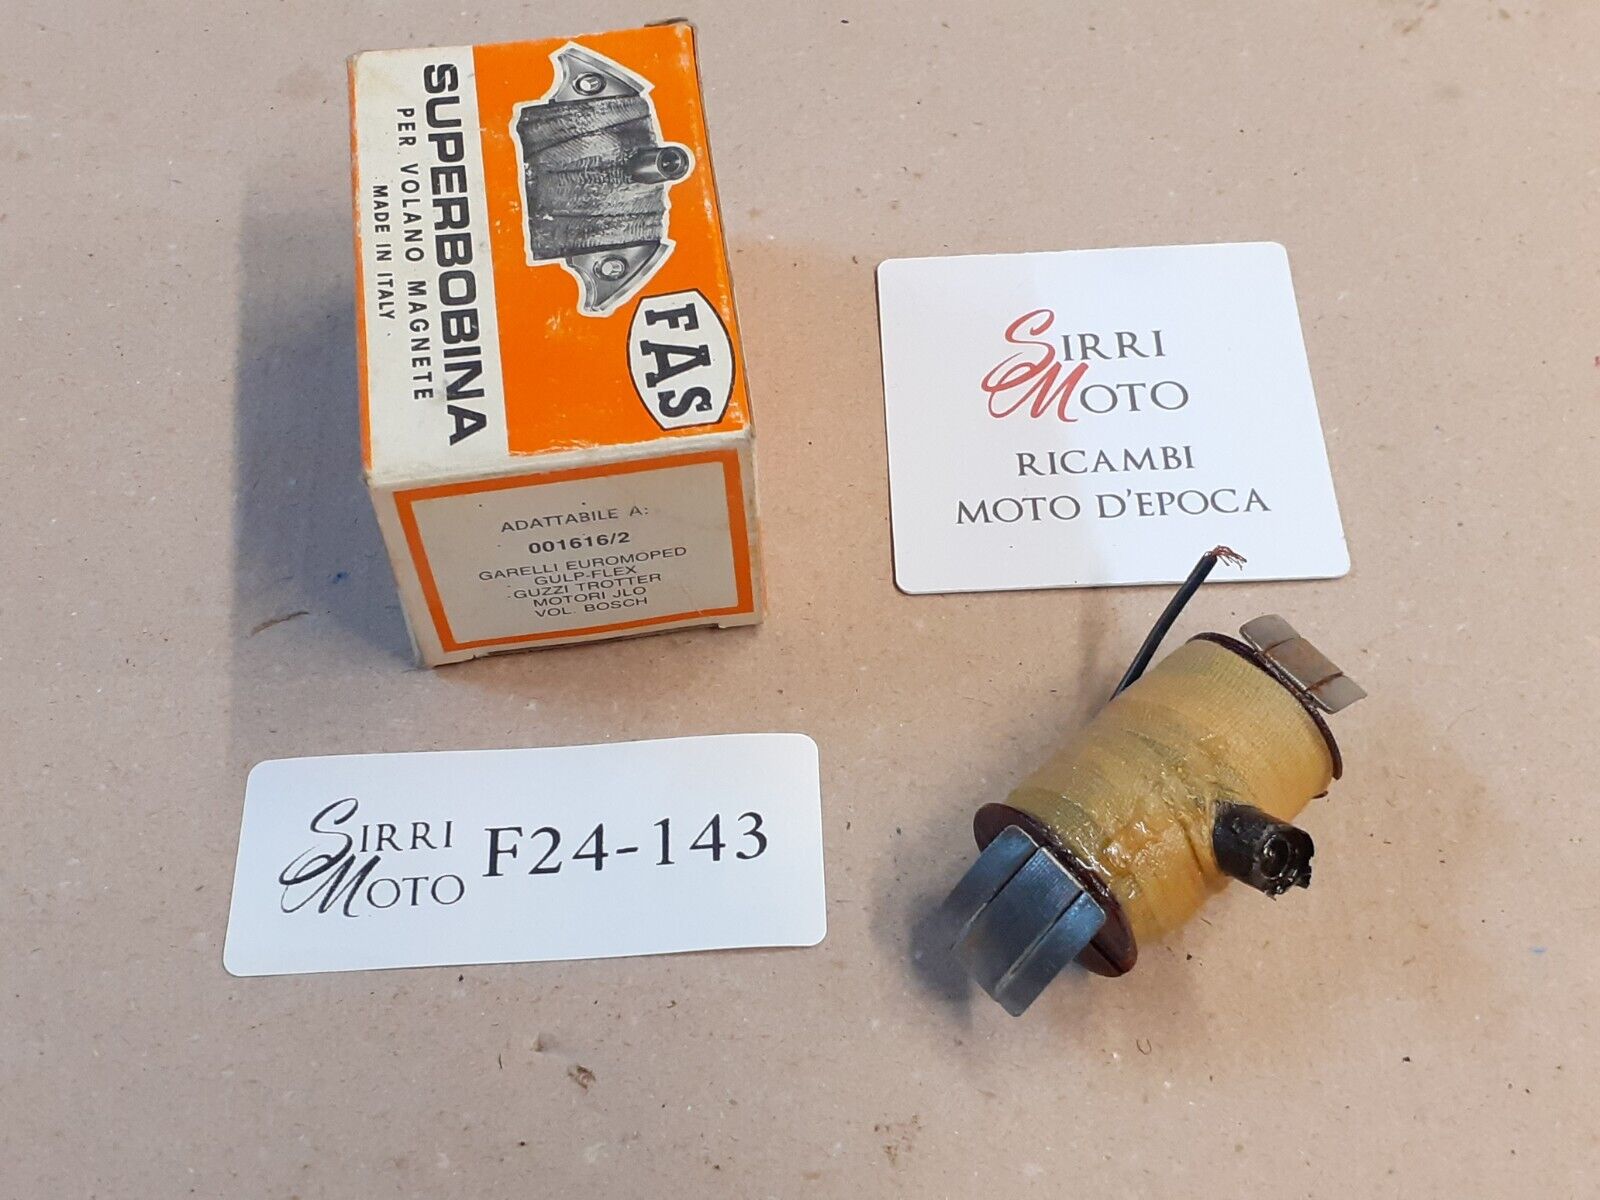 SUPERBOBINA
PER VOLANO MAGNETE
MADE IN ITALY
FAS
ADATTABILE A:
001616/2
GARELLI EUROMOPED
GULP-FLEX
GUZZI TROTTER
MOTORI JLO
VOL. BOSCH
SIRRI
MOTO
RICAMBI
MOTO D'EPOCA
SIRRI
MOTO
F24-143